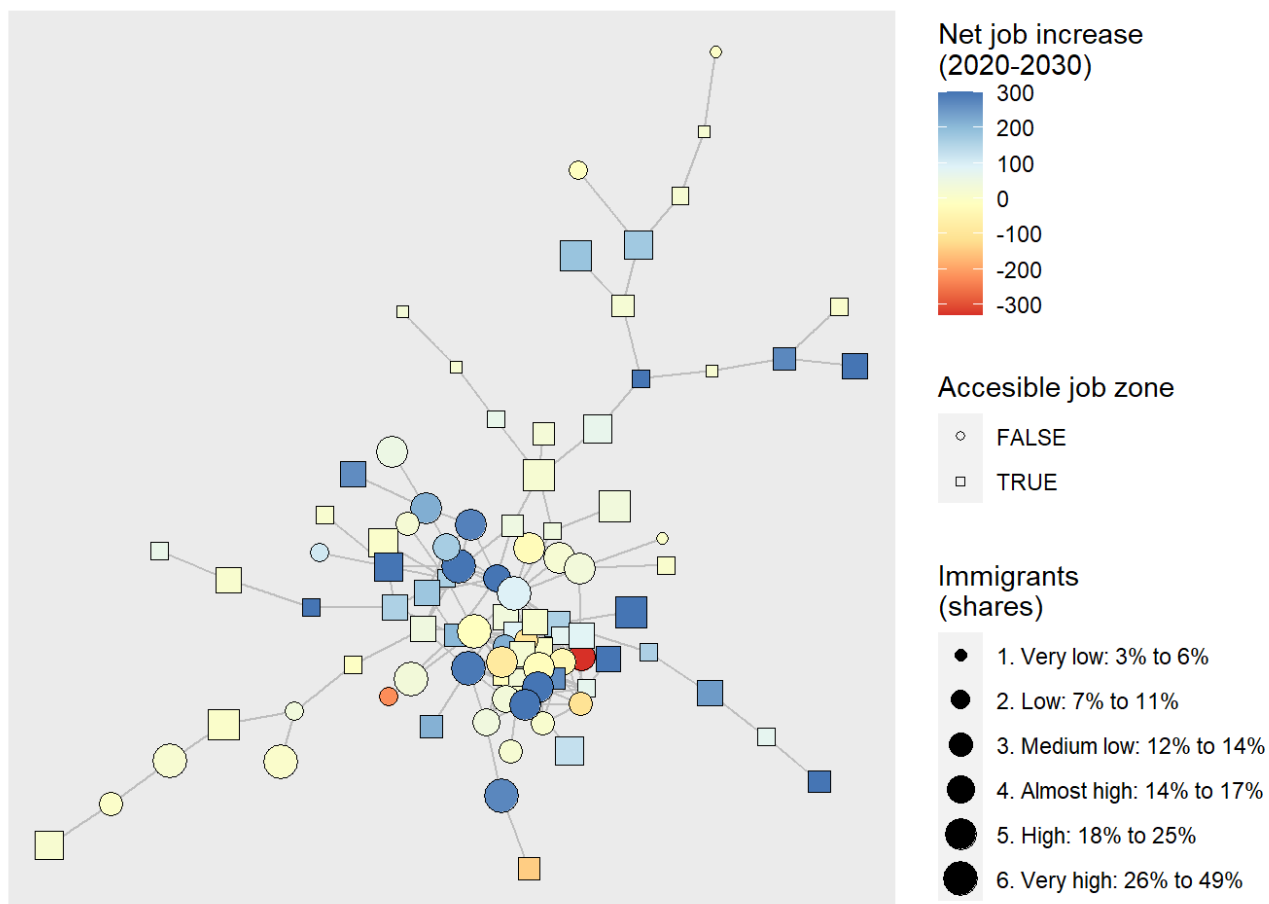 Net job increase
(2020-2030)
300
200
100
0
-100
-200
-300
Accesible job zone
FALSE
TRUE
Immigrants
(shares)
1. Very low: 3% to 6%
2. Low: 7% to 11%
3. Medium low: 12% to 14%
4. Almost high: 14% to 17%
5. High: 18% to 25%
6. Very high: 26% to 49%